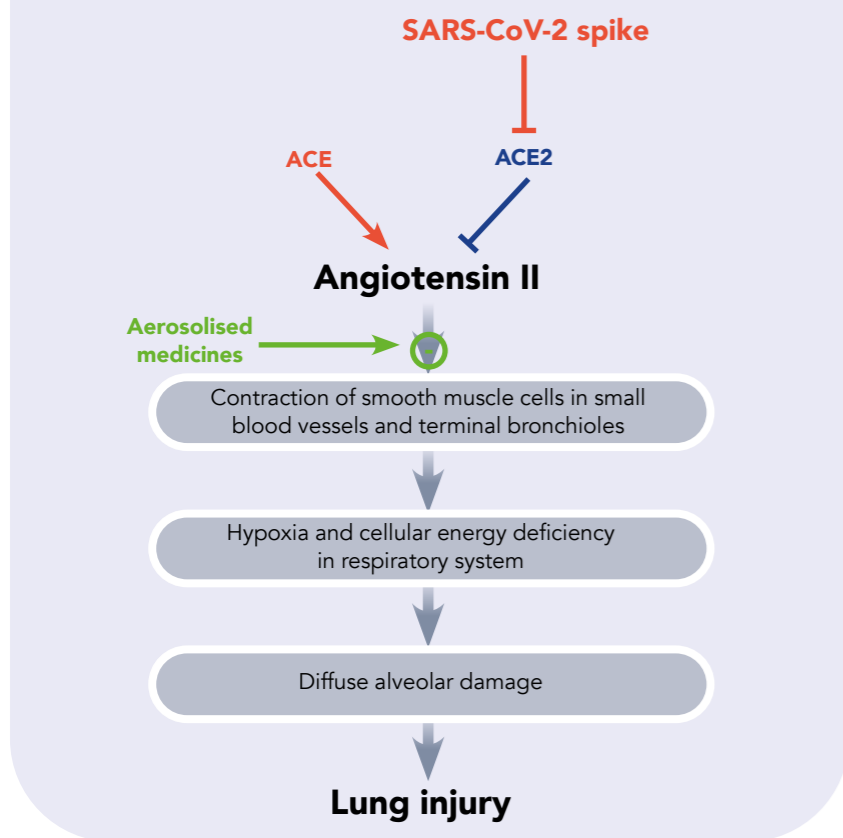 SARS-CoV-2 spike
ACE
ACE2
Angiotensin II
Aerosolised
medicines
Contraction of smooth muscle cells in small
blood vessels and terminal bronchioles
Hypoxia and cellular energy deficiency
in respiratory system
Diffuse alveolar damage
Lung injury